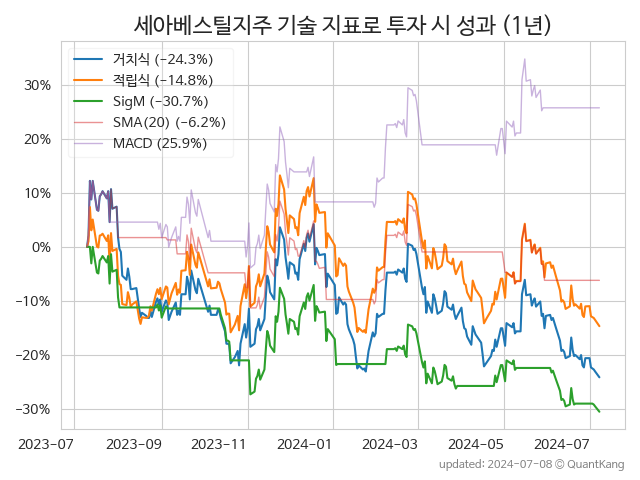 세아베스틸지주 기술 지표로 투자 시 성과 (1년)
거치식 (−24.3%)
적립식 (−14.8%)
SigM (−30.7%)
SMA(20) (−6.2%)
MACD (25.9%)
30%
20%
10%
0%
−10%
−20%
−30%
2023-07 2023-09 2023-11 2024-01 2024-03 2024-05 2024-07
updated: 2024-07-08 © QuantKang